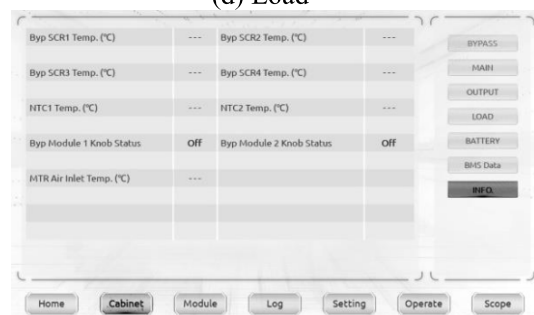 (d) Load
Byp SCR1 Temp. (℃) --- Byp SCR2 Temp. (℃) ---
Byp SCR3 Temp. (℃) --- Byp SCR4 Temp. (℃) ---
NTC1 Temp. (℃) --- NTC2 Temp. (℃) ---
Byp Module 1 Knob Status Off Byp Module 2 Knob Status Off
MTR Air Inlet Temp. (℃) ---
BYPASS
MAIN
OUTPUT
LOAD
BATTERY
BMS Data
INFO.
Home Cabinet Module Log Setting Operate Scope